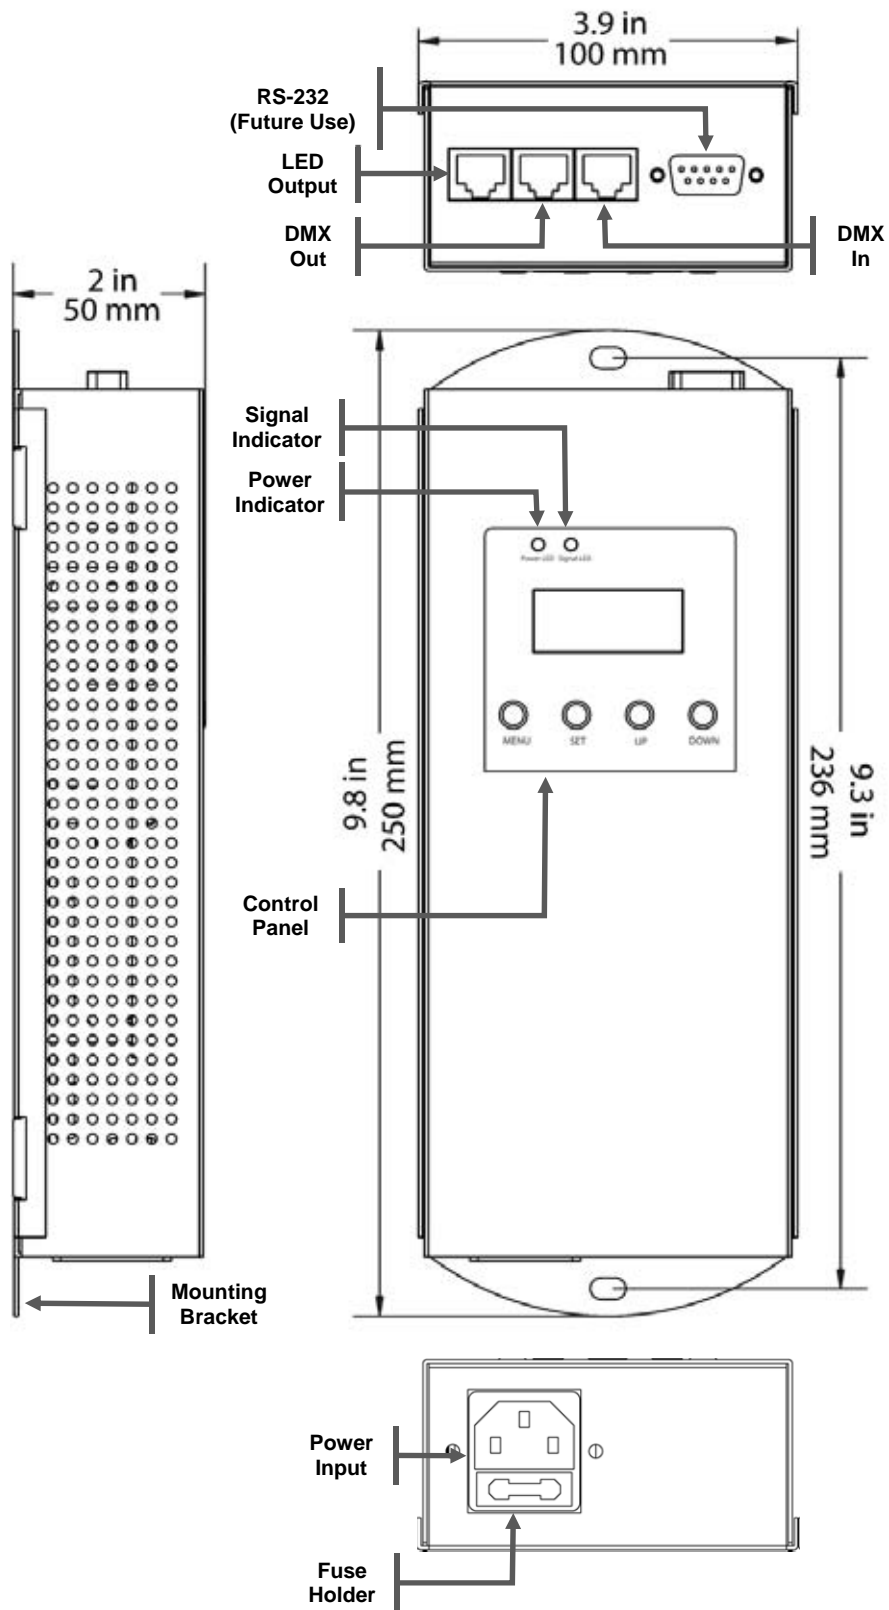 3.9 in
100 mm
RS-232
(Future Use)
LED
Output
DMX
Out
DMX
In
2 in
50 mm
Signal
Indicator
Power
Indicator
Power LED
Signal LED
MENU
SET
UP
DOWN
9.8 in
250 mm
9.3 in
236 mm
Control
Panel
Mounting
Bracket
Power
Input
Fuse
Holder